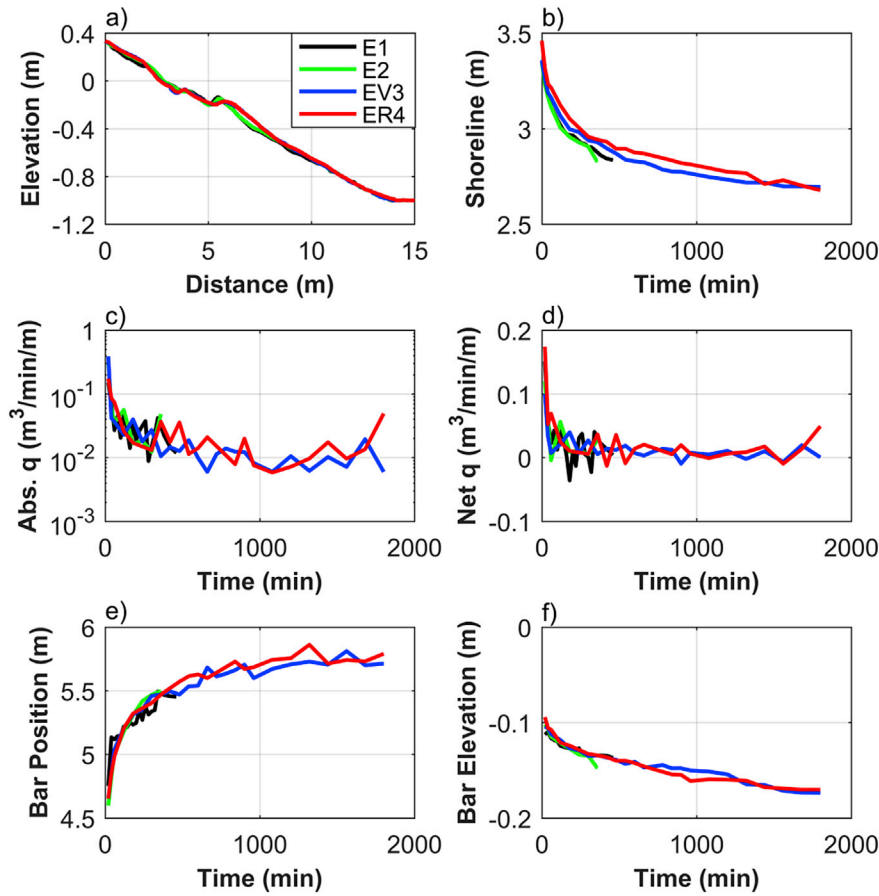 a)
0.4
0
-0.4
-0.8
-1.2
Elevation (m)
0
5
10
15
Distance (m)
E1
E2
EV3
ER4
b)
3.5
3
2.5
Shoreline (m)
0
1000
2000
Time (min)
c)
1
10⁻¹
10⁻²
10⁻³
Abs. q (m³/min/m)
0
1000
2000
Time (min)
d)
0.2
0.1
0
-0.1
Net q (m³/min/m)
0
1000
2000
Time (min)
e)
6
5.5
5
4.5
Bar Position (m)
0
1000
2000
Time (min)
f)
0
-0.1
-0.2
Bar Elevation (m)
0
1000
2000
Time (min)